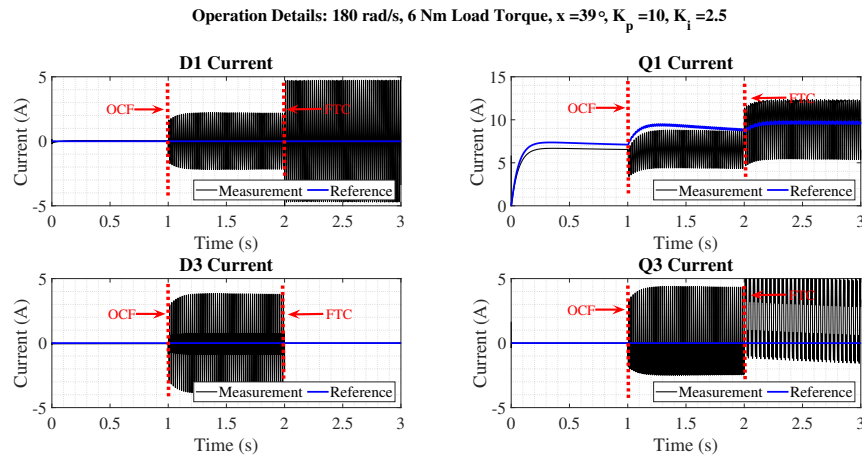 Operation Details: 180 rad/s, 6 Nm Load Torque, x =39°, Kp=10, Ki=2.5
D1 Current
Current (A)
5
0
-5
OCF
FTC
Measurement
Reference
0 0.5 1 1.5 2 2.5 3
Time (s)
Q1 Current
Current (A)
15
10
5
0
OCF
FTC
Measurement
Reference
0 0.5 1 1.5 2 2.5 3
Time (s)
D3 Current
Current (A)
5
0
-5
OCF
FTC
Measurement
Reference
0 0.5 1 1.5 2 2.5 3
Time (s)
Q3 Current
Current (A)
5
0
-5
OCF
FTC
Measurement
Reference
0 0.5 1 1.5 2 2.5 3
Time (s)